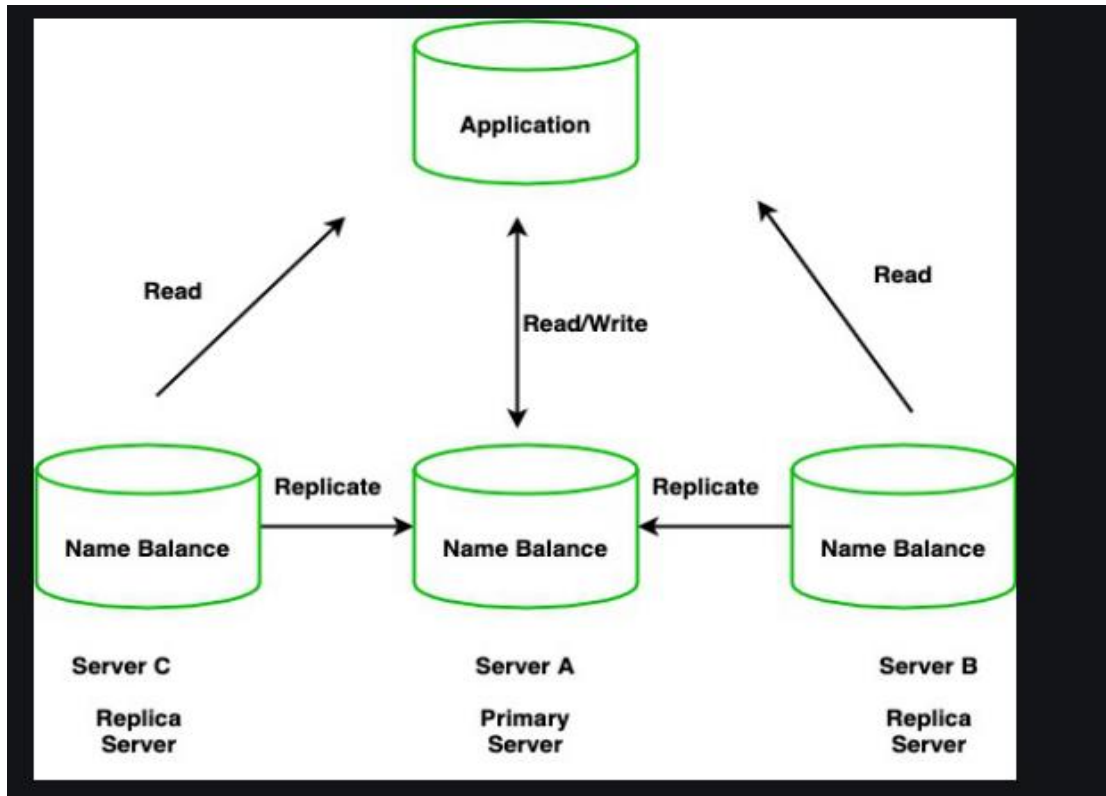 Application
Read
Read
Read/Write
Replicate
Replicate
Name Balance
Name Balance
Name Balance
Server C
Server A
Server B
Replica
Server
Primary
Server
Replica
Server